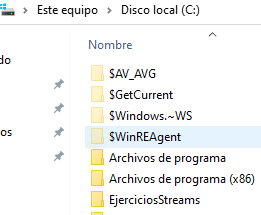 Este equipo > Disco local (C:) >
do
Nombre
$AV_AVG
$GetCurrent
$Windows.~WS
$WinREAgent
os
Archivos de programa
Archivos de programa (x86)
EjerciciosStreams